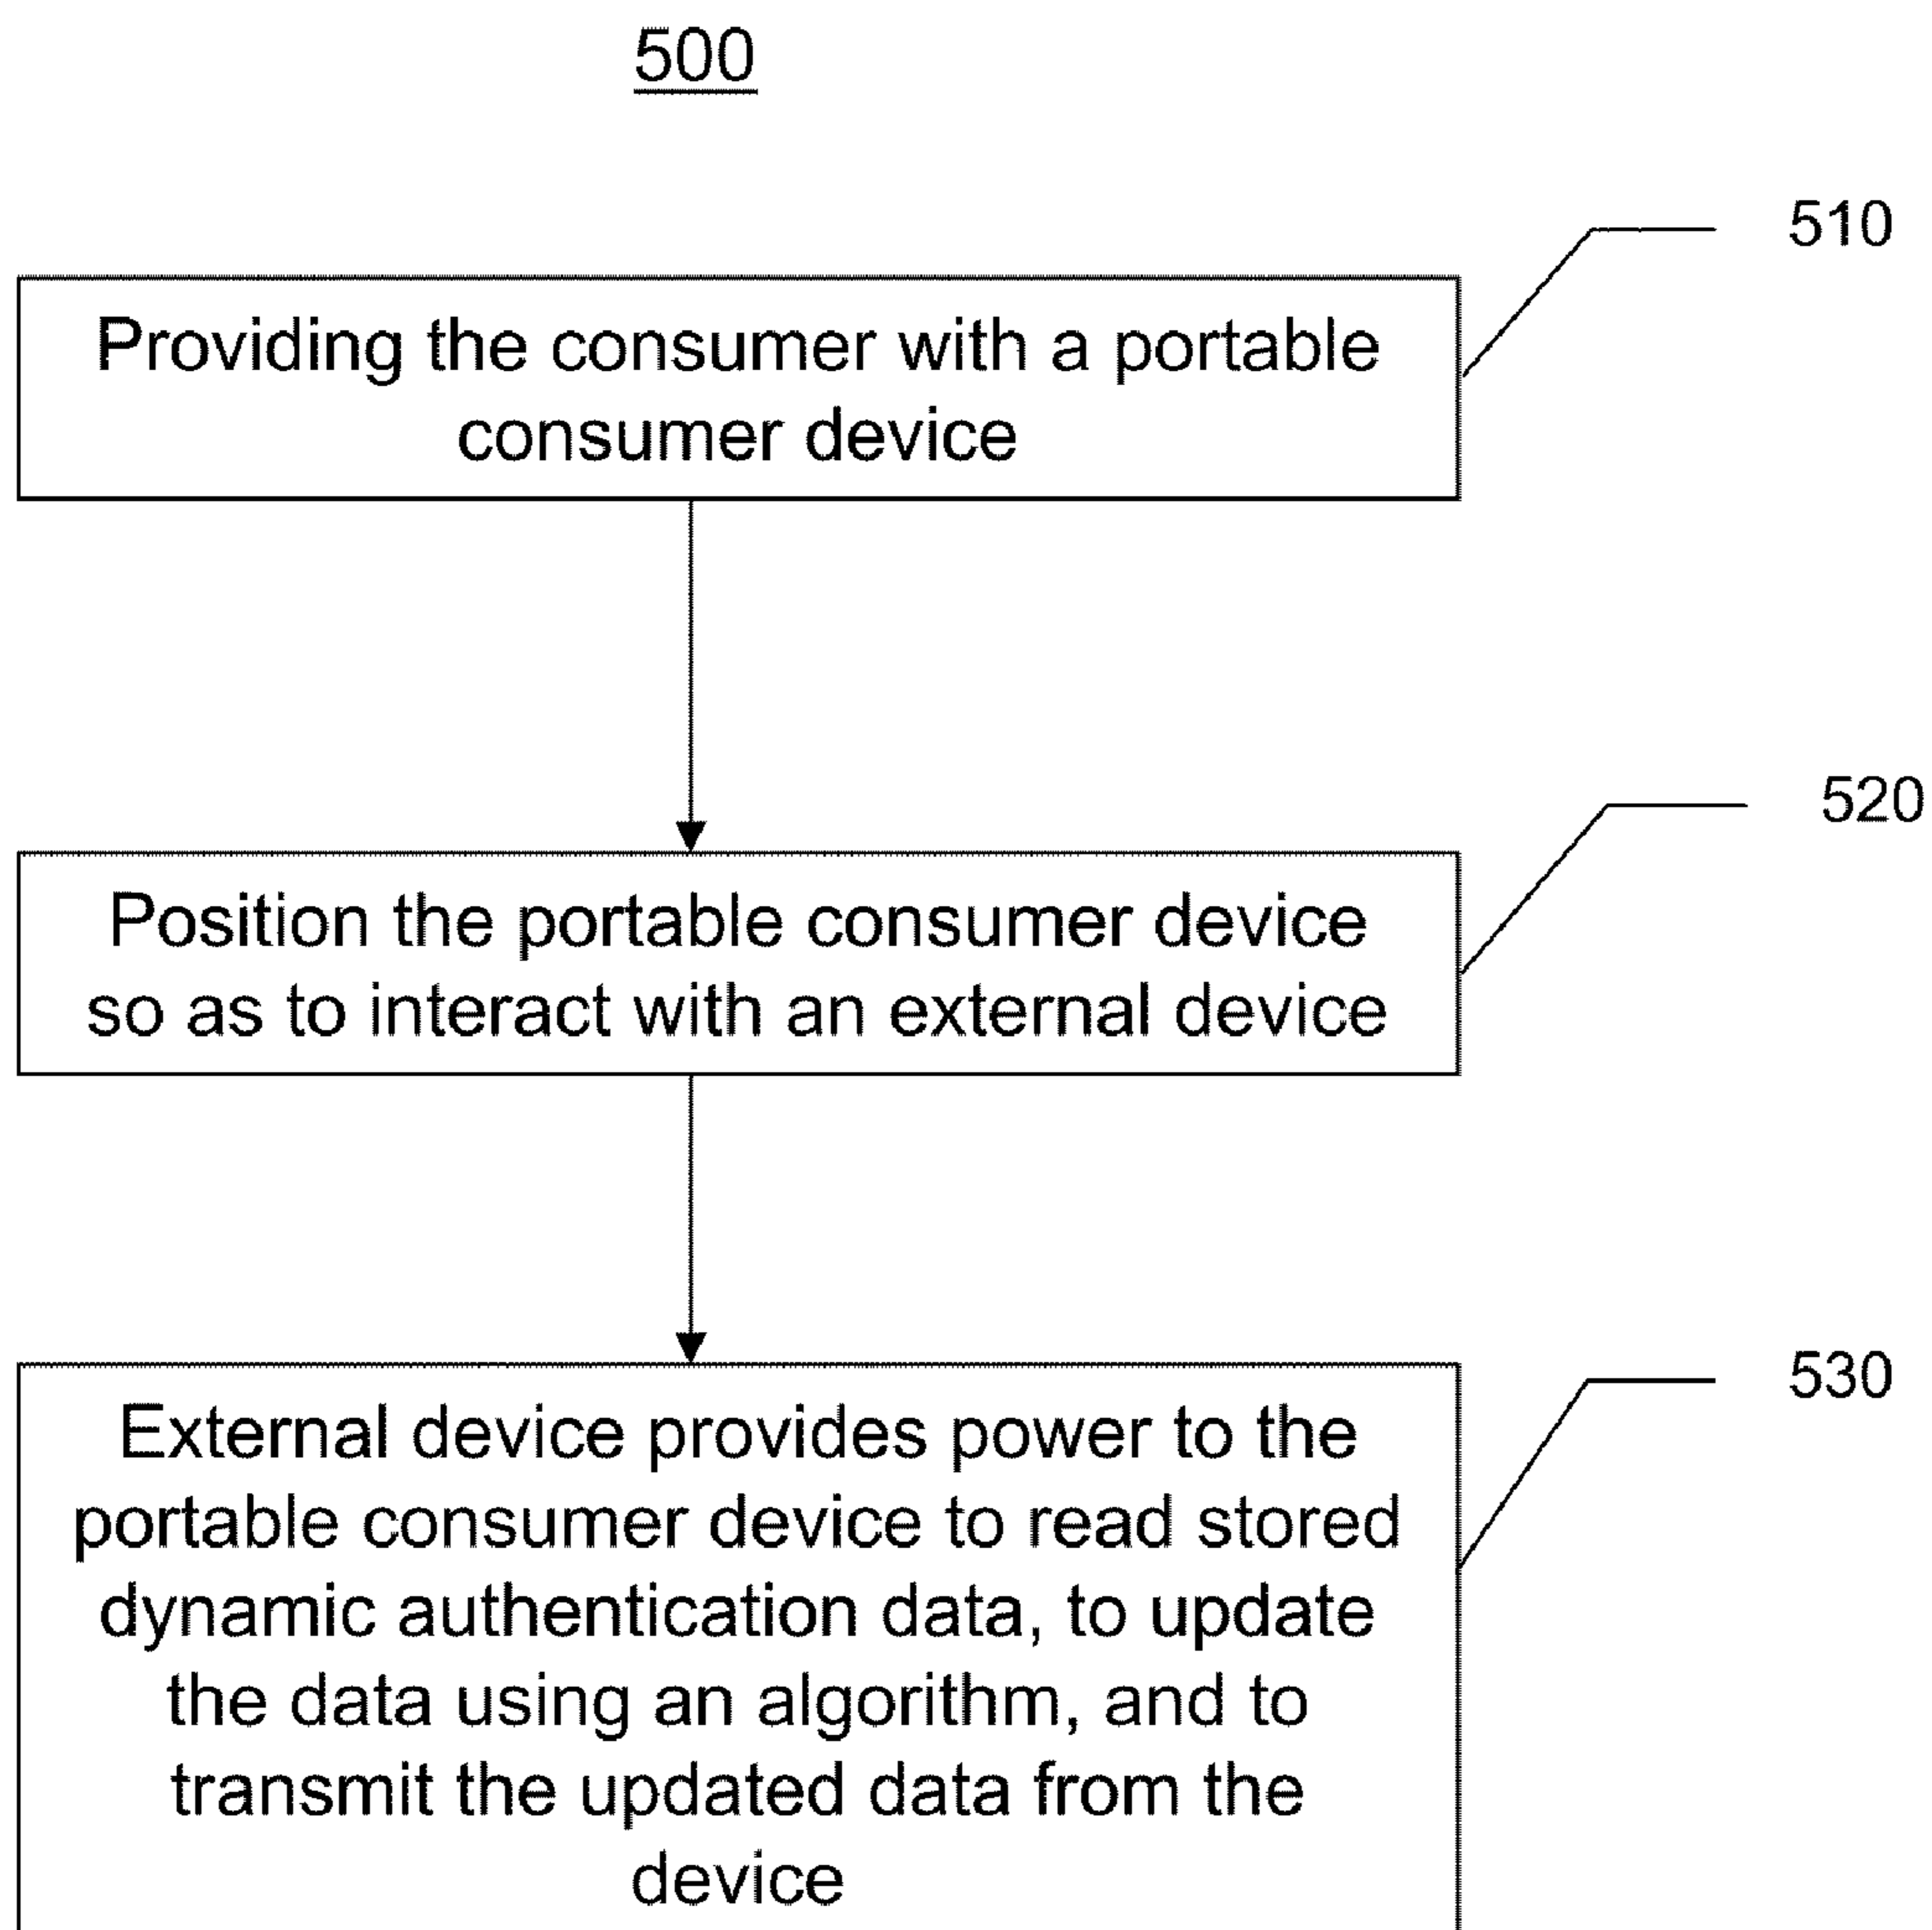 500
510
Providing the consumer with a portable
consumer device
520
Position the portable consumer device
so as to interact with an external device
530
External device provides power to the
portable consumer device to read stored
dynamic authentication data, to update
the data using an algorithm, and to
transmit the updated data from the
device